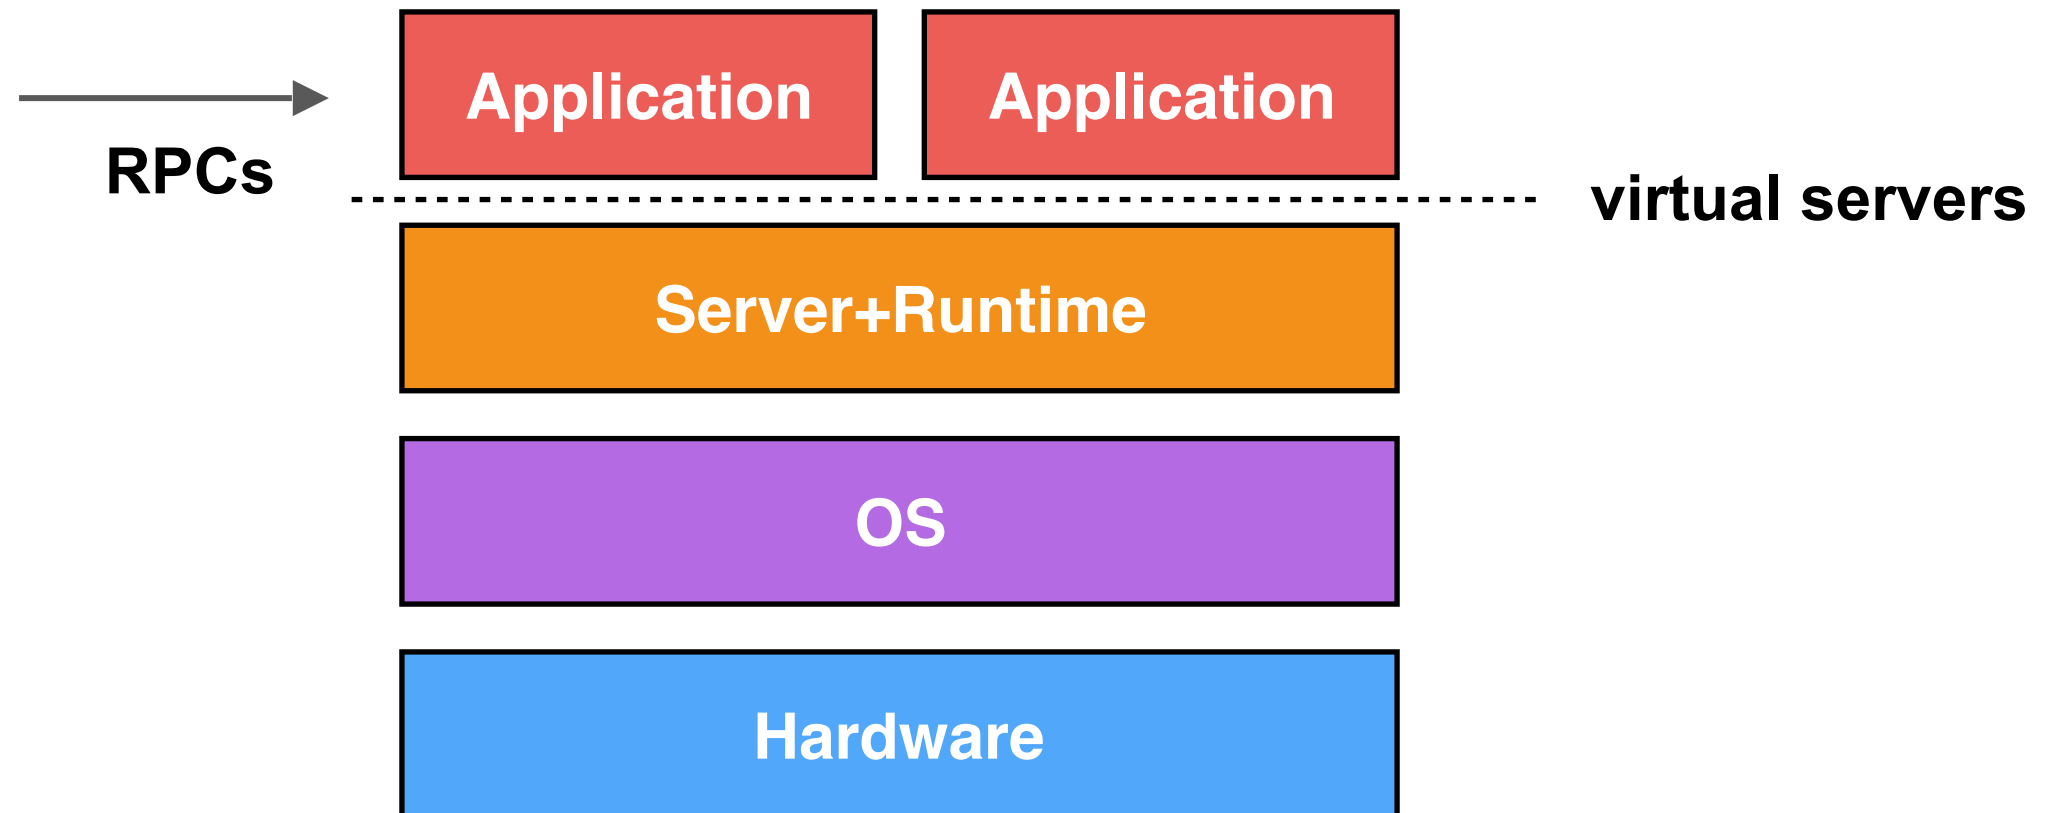 Application
Application
RPCs
virtual servers
Server+Runtime
OS
Hardware